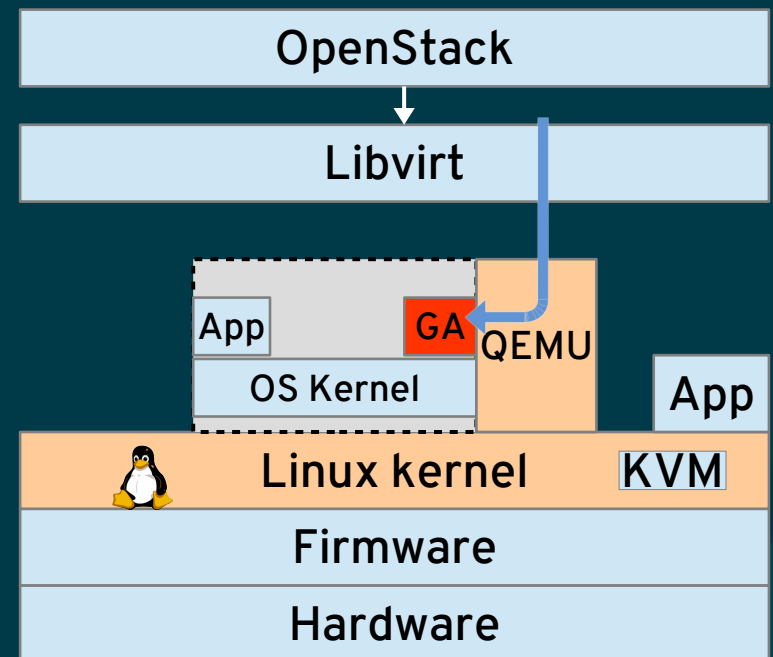 OpenStack
Libvirt
App
GA
QEMU
OS Kernel
App
Linux kernel
KVM
Firmware
Hardware